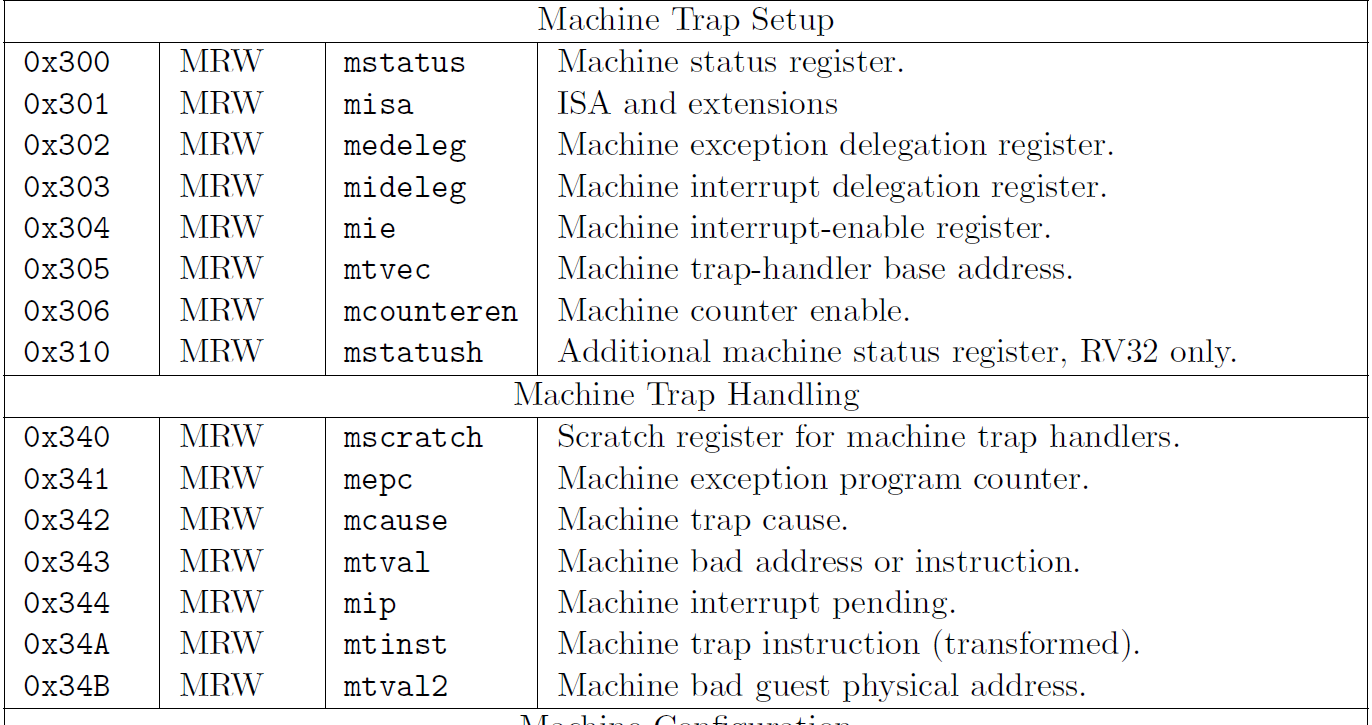 Machine Trap Setup
0x300 MRW mstatus Machine status register.
0x301 MRW misa ISA and extensions
0x302 MRW medeleg Machine exception delegation register.
0x303 MRW mideleg Machine interrupt delegation register.
0x304 MRW mie Machine interrupt-enable register.
0x305 MRW mtvec Machine trap-handler base address.
0x306 MRW mcounteren Machine counter enable.
0x310 MRW mstatush Additional machine status register, RV32 only.
Machine Trap Handling
0x340 MRW mscratch Scratch register for machine trap handlers.
0x341 MRW mepc Machine exception program counter.
0x342 MRW mcause Machine trap cause.
0x343 MRW mtval Machine bad address or instruction.
0x344 MRW mip Machine interrupt pending.
0x34A MRW mtinst Machine trap instruction (transformed).
0x34B MRW mtval2 Machine bad guest physical address.
Machine Configuration